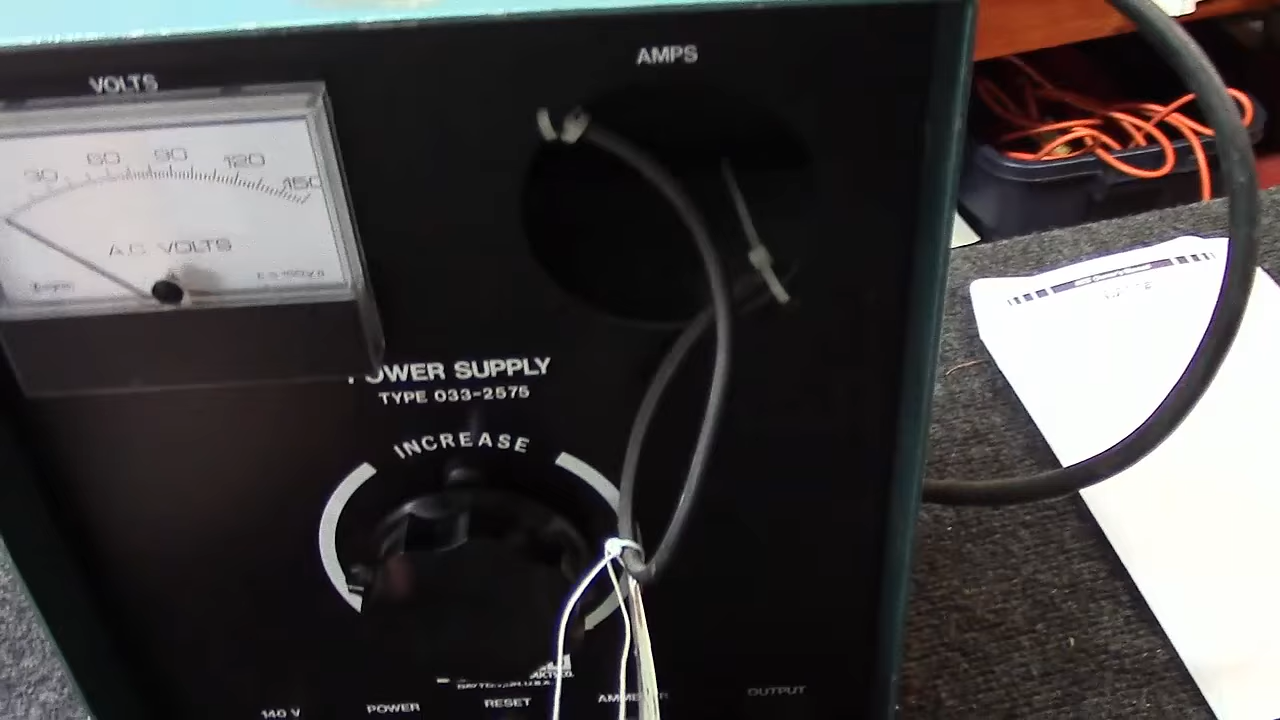 VOLTS
AMPS
30 60 90 120 150
A.C. VOLTS
POWER SUPPLY
TYPE 033-2575
INCREASE
140 V
POWER
RESET
OUTPUT